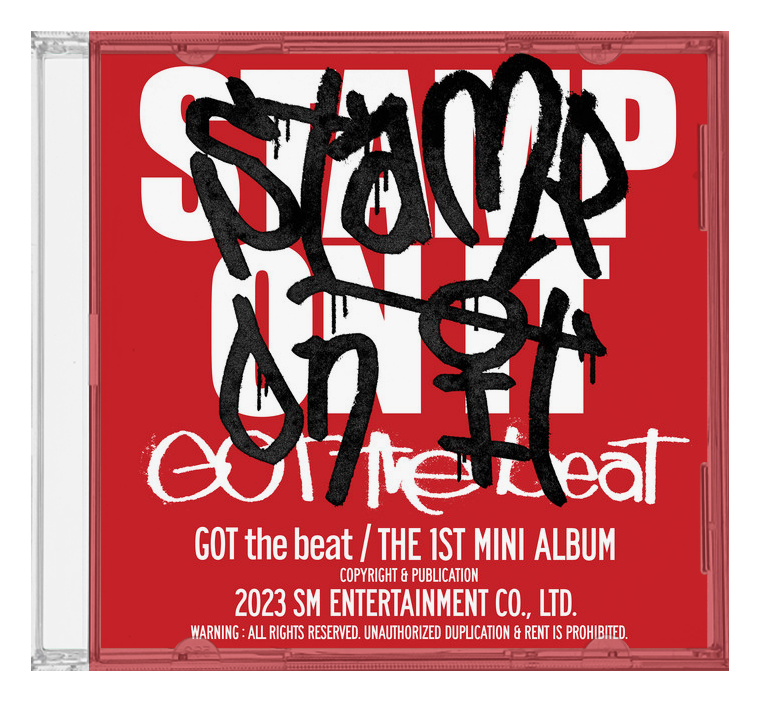 STAMP
ON IT
stamp
on it
GOT the beat
GOT the beat / THE 1ST MINI ALBUM
COPYRIGHT & PUBLICATION
2023 SM ENTERTAINMENT CO., LTD.
WARNING : ALL RIGHTS RESERVED. UNAUTHORIZED DUPLICATION & RENT IS PROHIBITED.